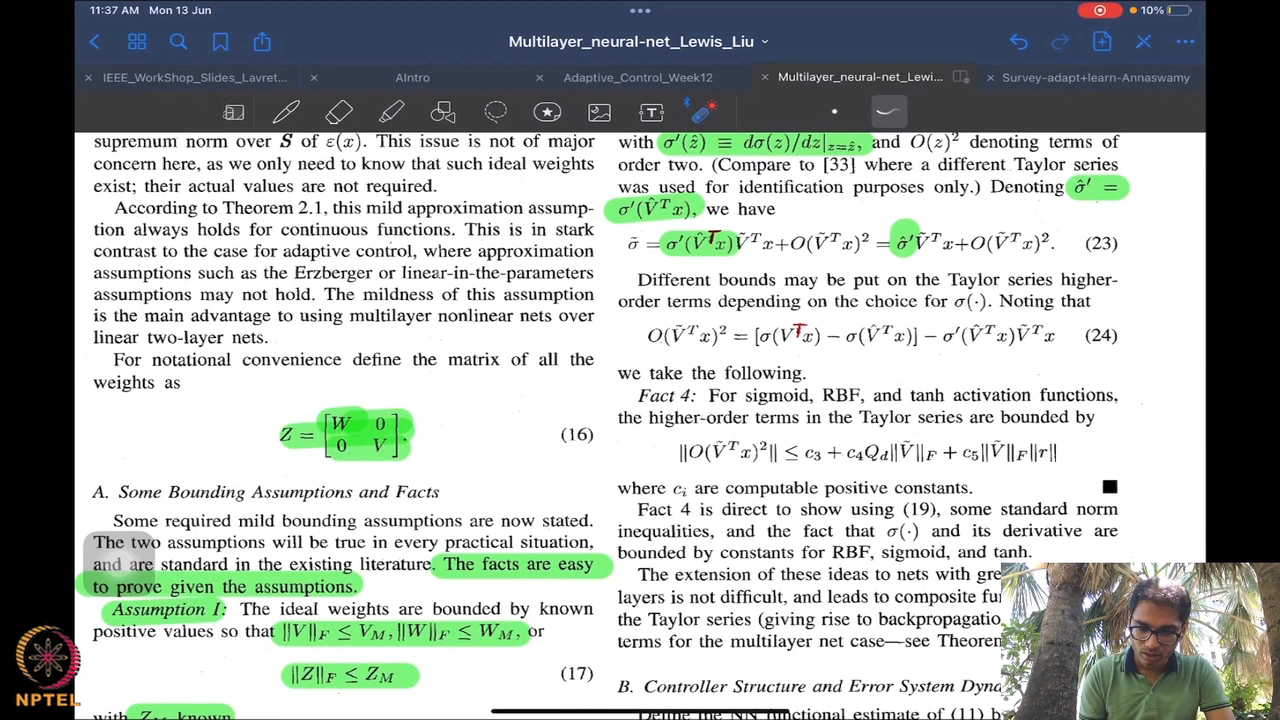 11:37 AM Mon 13 Jun
10%
Multilayer_neural-net_Lewis_Liu
IEEE_WorkShop_Slides_Lavret...
AIntro
Adaptive_Control_Week12
Multilayer_neural-net_Lewi...
Survey-adapt+learn-Annaswamy
supremum norm over S of ε(x). This issue is not of major
concern here, as we only need to know that such ideal weights
exist; their actual values are not required.
According to Theorem 2.1, this mild approximation assump-
tion always holds for continuous functions. This is in stark
contrast to the case for adaptive control, where approximation
assumptions such as the Erzberger or linear-in-the-parameters
assumptions may not hold. The mildness of this assumption
is the main advantage to using multilayer nonlinear nets over
linear two-layer nets.
For notational convenience define the matrix of all the
weights as
Z = [W 0
0 V], (16)
A. Some Bounding Assumptions and Facts
Some required mild bounding assumptions are now stated.
The two assumptions will be true in every practical situation,
and are standard in the existing literature. The facts are easy
to prove given the assumptions.
Assumption 1: The ideal weights are bounded by known
positive values so that ‖V‖F ≤ VM, ‖W‖F ≤ WM, or
‖Z‖F ≤ ZM (17)
with ZM known.
with σ′(ẑ) ≡ dσ(z)/dz|z=ẑ, and O(z)² denoting terms of
order two. (Compare to [33] where a different Taylor series
was used for identification purposes only.) Denoting σ̂′ =
σ′(V̂ᵀx), we have
σ̃ = σ′(V̂ᵀx)Ṽᵀx+O(Ṽᵀx)² = σ̂′Ṽᵀx+O(Ṽᵀx)². (23)
Different bounds may be put on the Taylor series higher-
order terms depending on the choice for σ(·). Noting that
O(Ṽᵀx)² = [σ(Vᵀx) − σ(V̂ᵀx)] − σ′(V̂ᵀx)Ṽᵀx (24)
we take the following.
Fact 4: For sigmoid, RBF, and tanh activation functions,
the higher-order terms in the Taylor series are bounded by
‖O(Ṽᵀx)²‖ ≤ c₃ + c₄Qd‖Ṽ‖F + c₅‖Ṽ‖F‖r‖
where cᵢ are computable positive constants. ■
Fact 4 is direct to show using (19), some standard norm
inequalities, and the fact that σ(·) and its derivative are
bounded by constants for RBF, sigmoid, and tanh.
The extension of these ideas to nets with gre
layers is not difficult, and leads to composite fu
the Taylor series (giving rise to backpropagatio
terms for the multilayer net case—see Theorem
B. Controller Structure and Error System Dyna
Define the NN functional estimate of (11) b
NPTEL